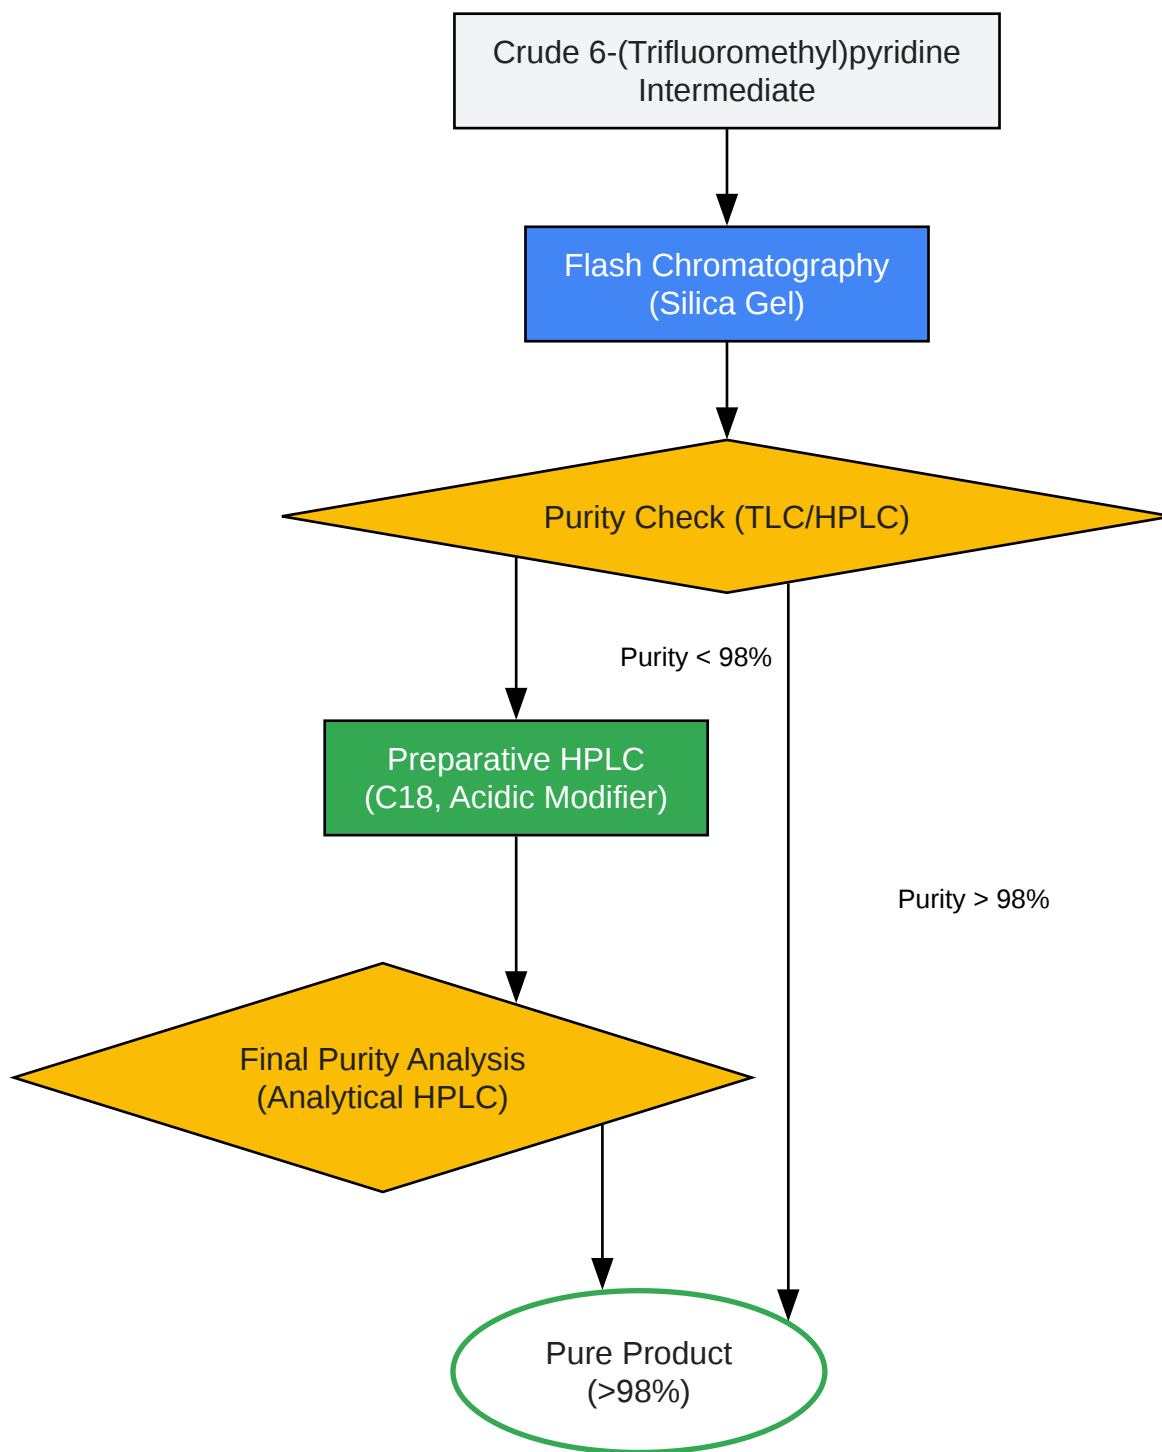 Crude 6-(Trifluoromethyl)pyridine
Intermediate
Flash Chromatography
(Silica Gel)
Purity Check (TLC/HPLC)
Purity < 98%
Preparative HPLC
(C18, Acidic Modifier)
Purity > 98%
Final Purity Analysis
(Analytical HPLC)
Pure Product
(>98%)